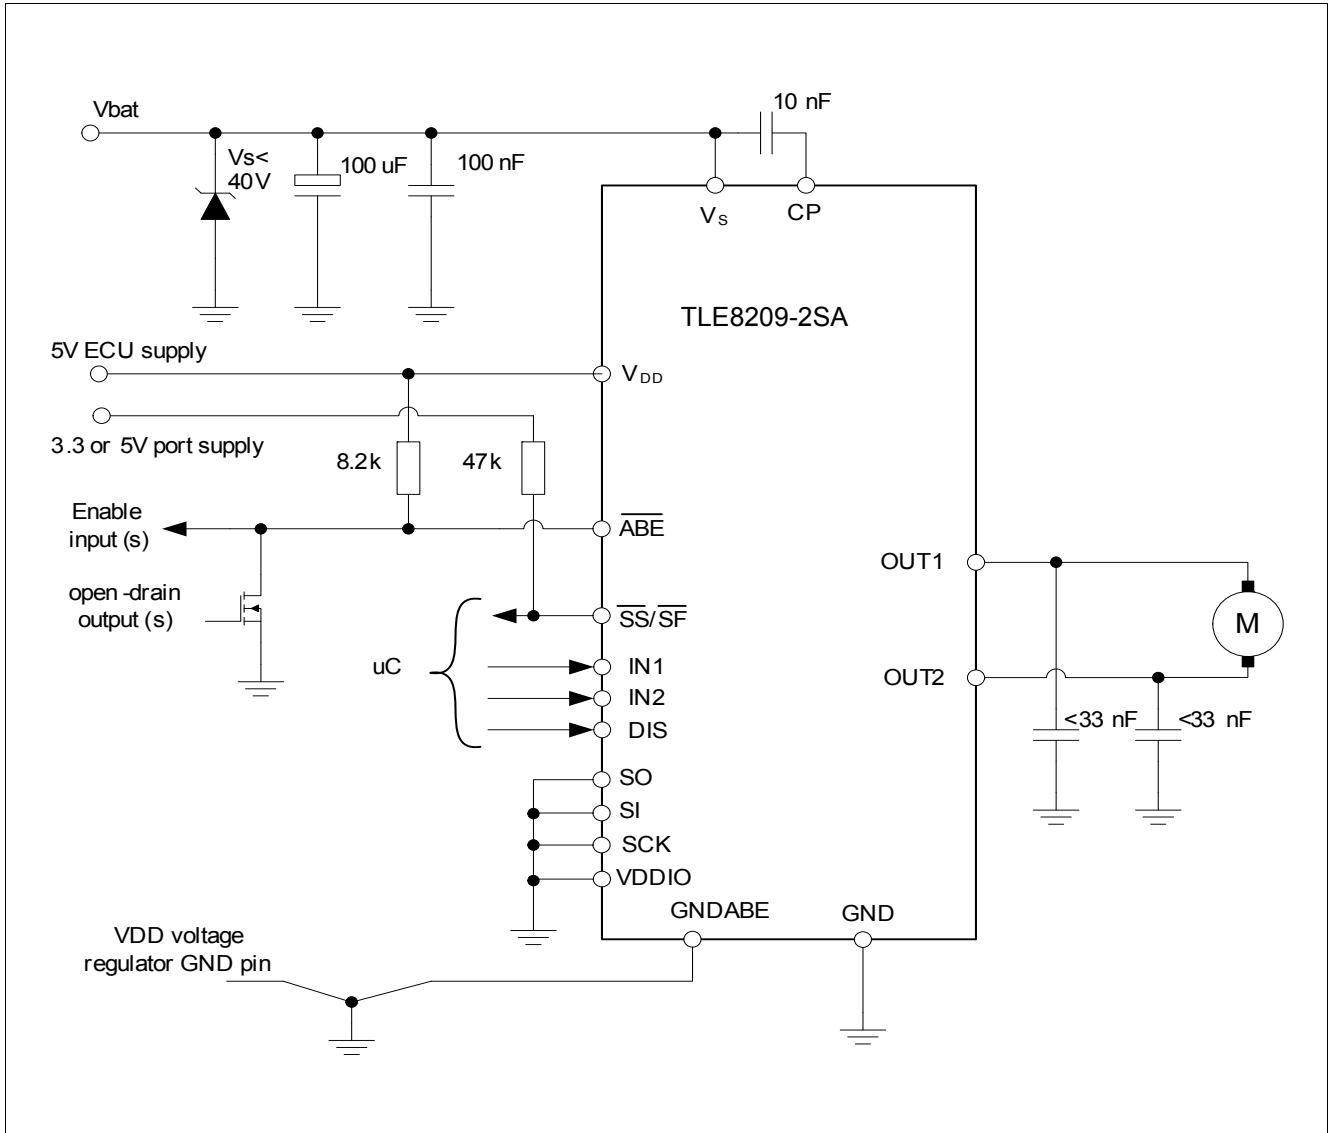 10 nF
Vbat
Vs<
40V
100 uF
100 nF
VS
CP
TLE8209-2SA
5V ECU supply
VDD
3.3 or 5V port supply
8.2k
47k
Enable
input (s)
ABE
OUT1
open-drain
output (s)
SS/SF
M
uC
IN1
OUT2
IN2
<33 nF
<33 nF
DIS
SO
SI
SCK
VDDIO
GNDABE
GND
VDD voltage
regulator GND pin